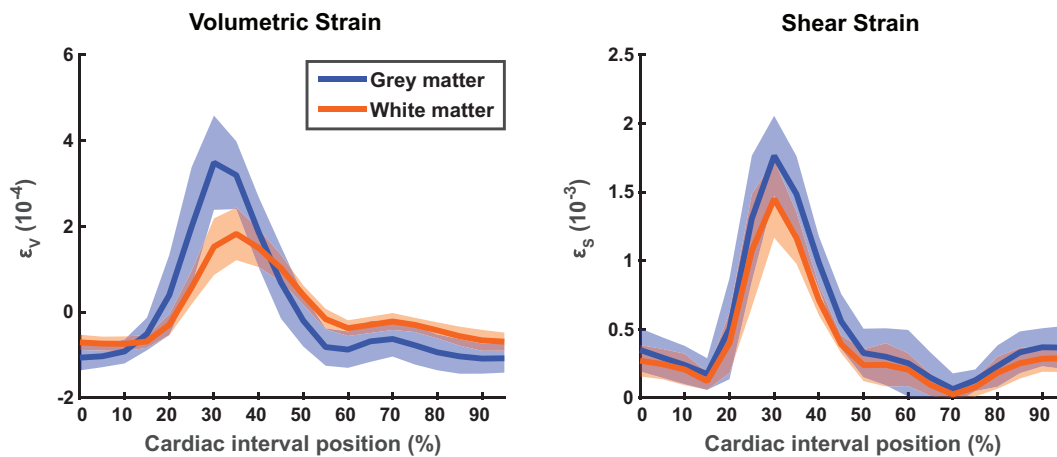 Volumetric Strain
6
4
2
0
-2
εV (10-4)
Grey matter
White matter
0 10 20 30 40 50 60 70 80 90
Cardiac interval position (%)
Shear Strain
2.5
2
1.5
1
0.5
0
εS (10-3)
0 10 20 30 40 50 60 70 80 90
Cardiac interval position (%)